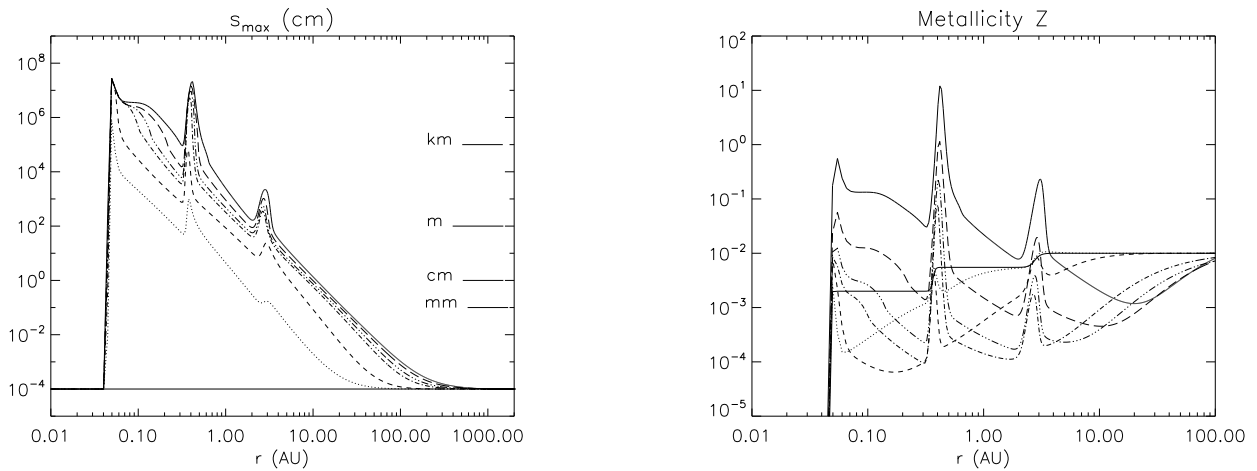 s_max (cm)
10^8
10^6
10^4
10^2
10^0
10^-2
10^-4
km
m
cm
mm
0.01 0.10 1.00 10.00 100.00 1000.00
r (AU)
Metallicity Z
10^2
10^1
10^0
10^-1
10^-2
10^-3
10^-4
10^-5
0.01 0.10 1.00 10.00 100.00
r (AU)